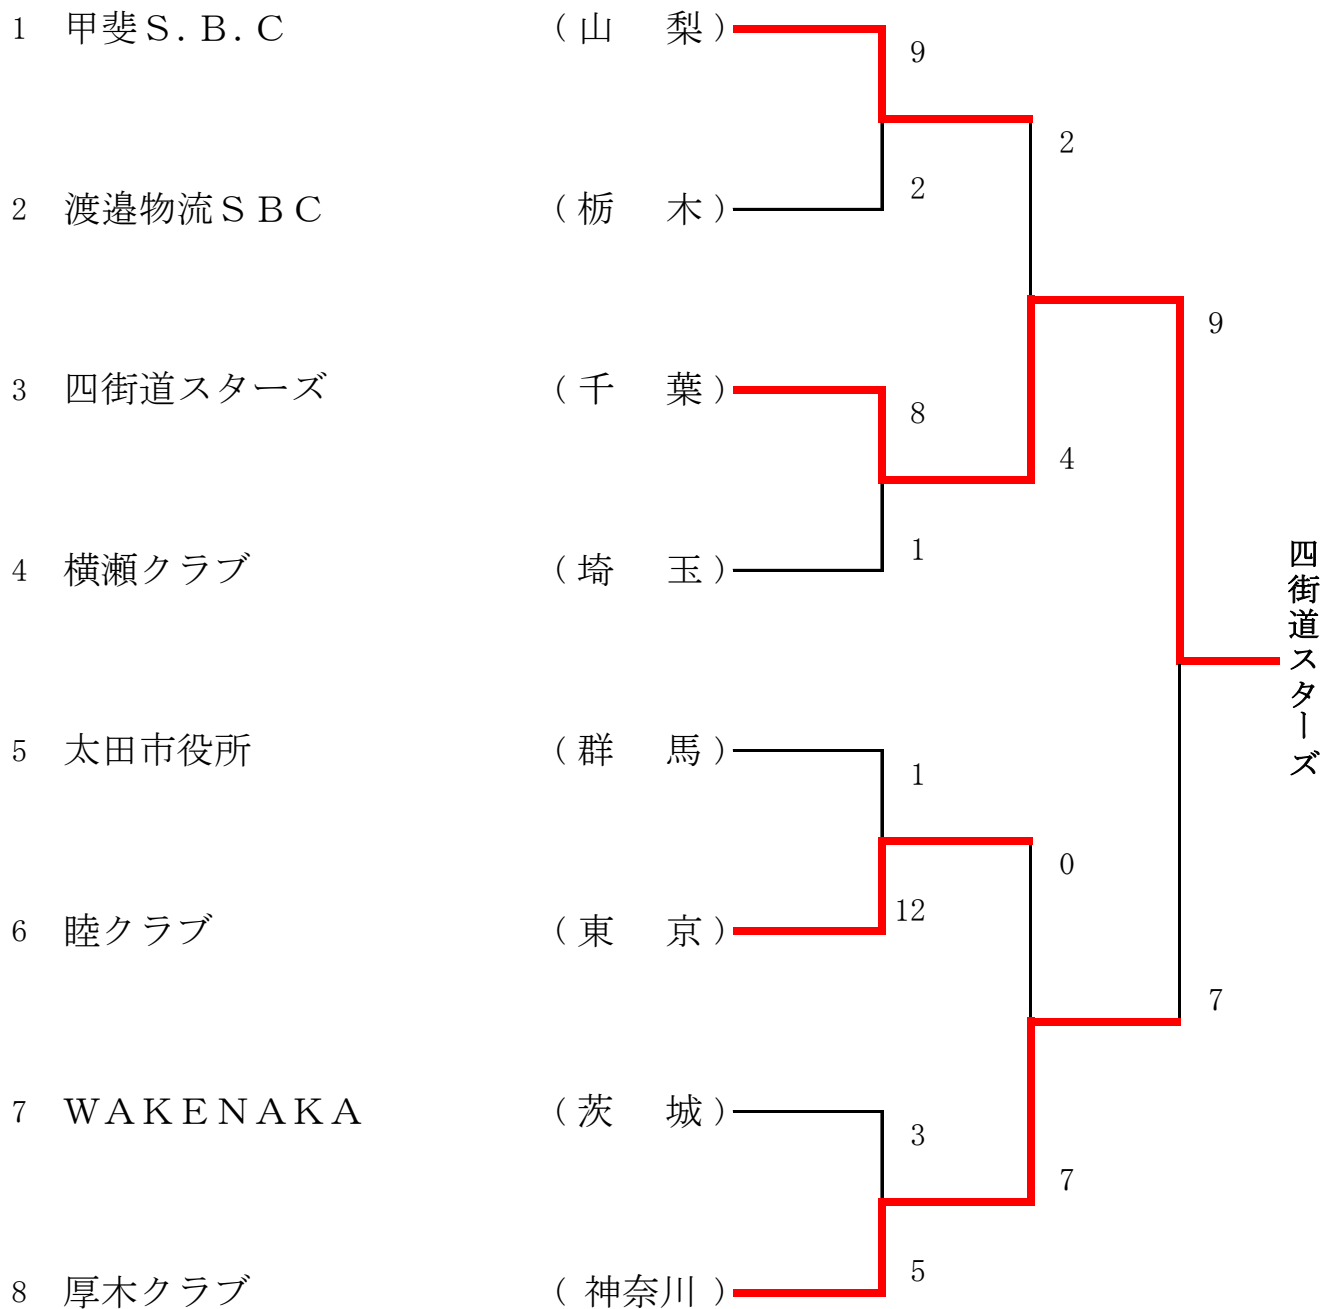 1 甲斐Ｓ．Ｂ．Ｃ （ 山 梨 ）
9
2
2 渡邉物流ＳＢＣ （ 栃 木 ）
2
9
3 四街道スターズ （ 千 葉 ）
8
4
4 横瀬クラブ （ 埼 玉 ）
1
四街道スターズ
5 太田市役所 （ 群 馬 ）
1
0
6 睦クラブ （ 東 京 ）
12
7
7 ＷＡＫＥＮＡＫＡ （ 茨 城 ）
3
7
8 厚木クラブ （ 神奈川 ）
5